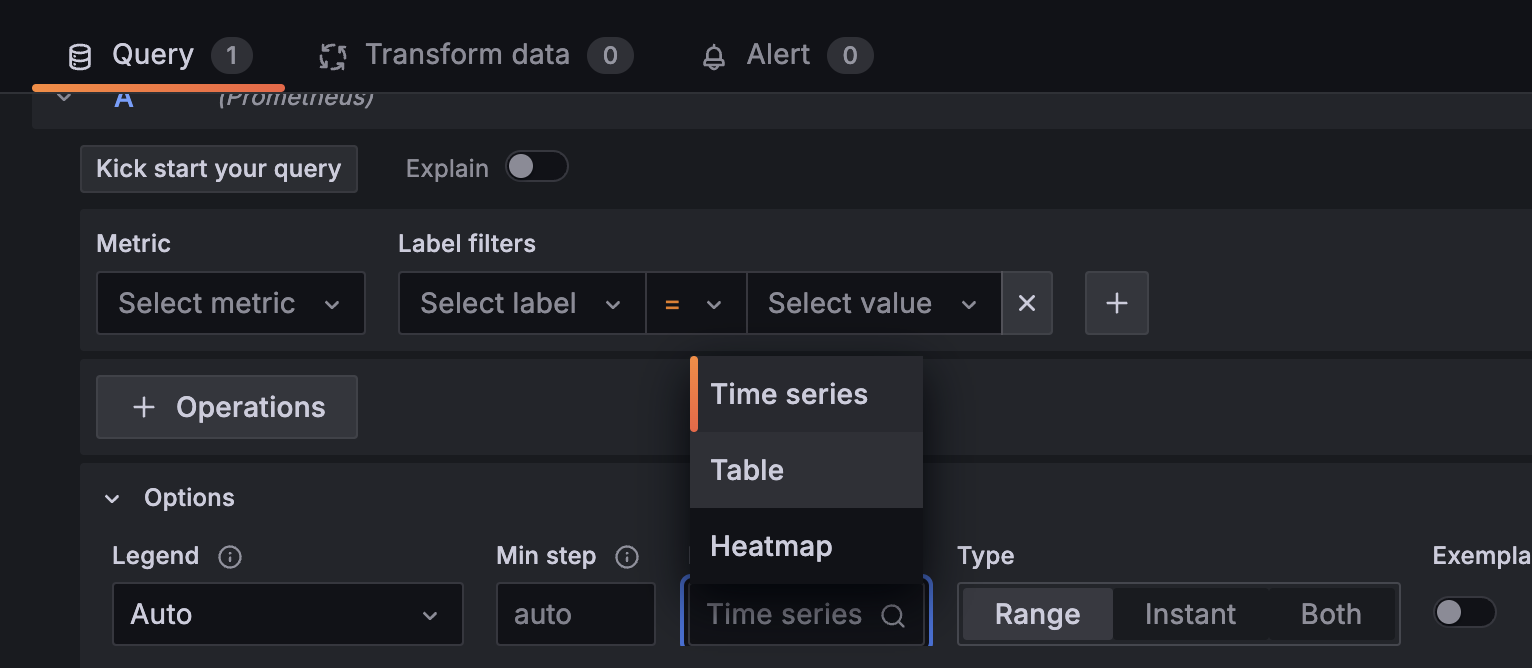 Query 1 Transform data 0 Alert 0
A (Prometheus)
Kick start your query Explain
Metric Label filters
Select metric Select label = Select value
Time series
+ Operations
Table
Options
Heatmap
Legend Min step Type Exempla
Auto auto Time series Range Instant Both